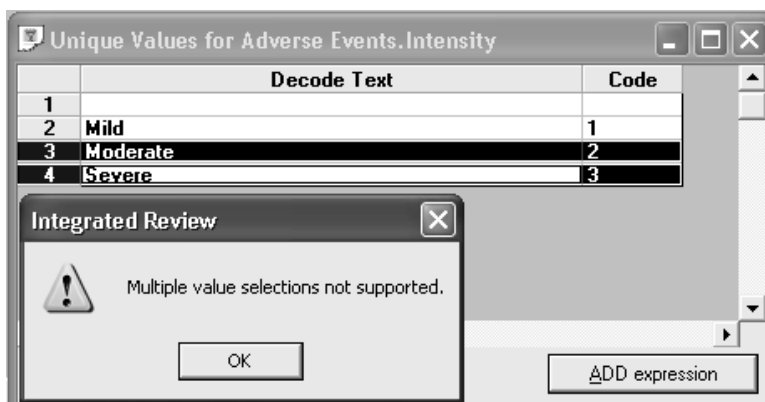 Unique Values for Adverse Events.Intensity
Decode Text Code
1
2 Mild 1
3 Moderate 2
4 Severe 3
Integrated Review
Multiple value selections not supported.
OK
ADD expression